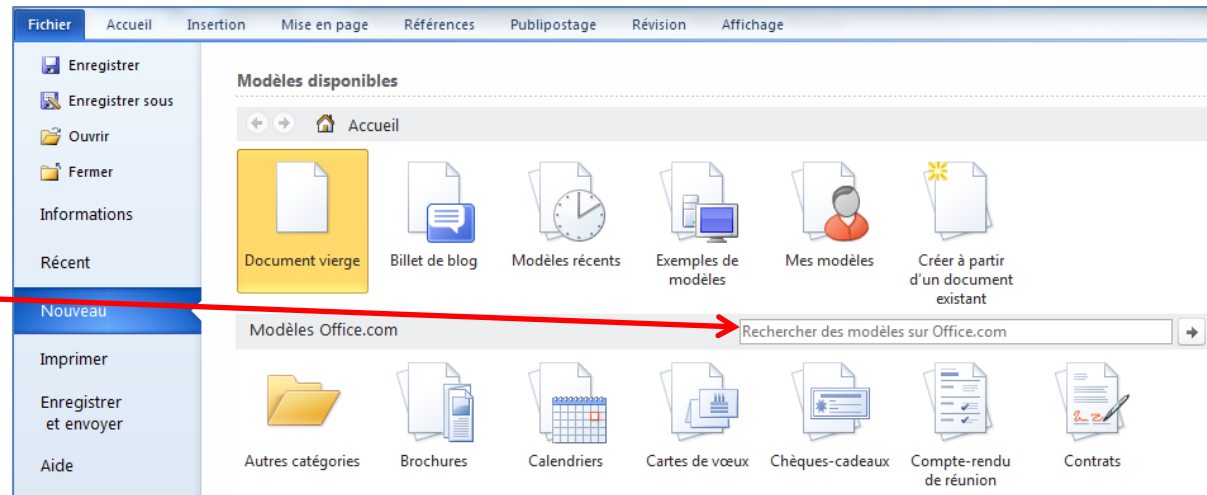 Fichier Accueil Insertion Mise en page Références Publipostage Révision Affichage
Enregistrer
Enregistrer sous
Ouvrir
Fermer
Informations
Récent
Nouveau
Imprimer
Enregistrer
et envoyer
Aide
Modèles disponibles
Accueil
Document vierge Billet de blog Modèles récents Exemples de modèles Mes modèles Créer à partir d'un document existant
Modèles Office.com Rechercher des modèles sur Office.com
Autres catégories Brochures Calendriers Cartes de vœux Chèques-cadeaux Compte-rendu de réunion Contrats